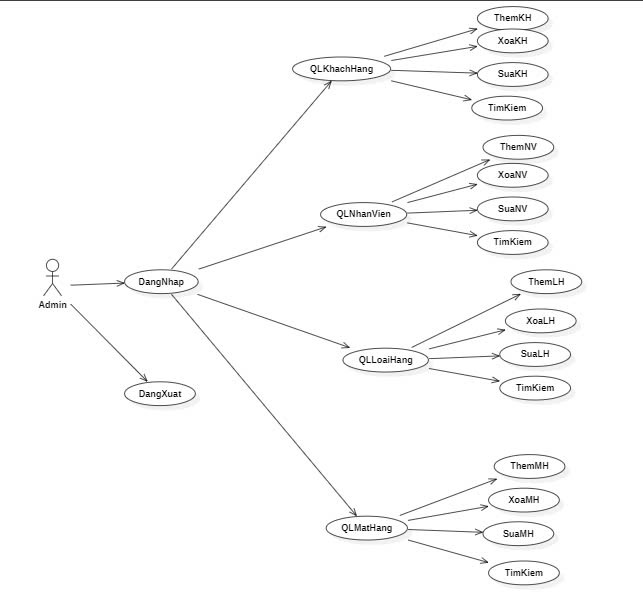 ThemKH
XoaKH
QLKhachHang
SuaKH
TimKiem
ThemNV
XoaNV
QLNhanVien
SuaNV
TimKiem
Admin
DangNhap
ThemLH
XoaLH
QLLoaiHang
SuaLH
TimKiem
DangXuat
ThemMH
XoaMH
QLMatHang
SuaMH
TimKiem